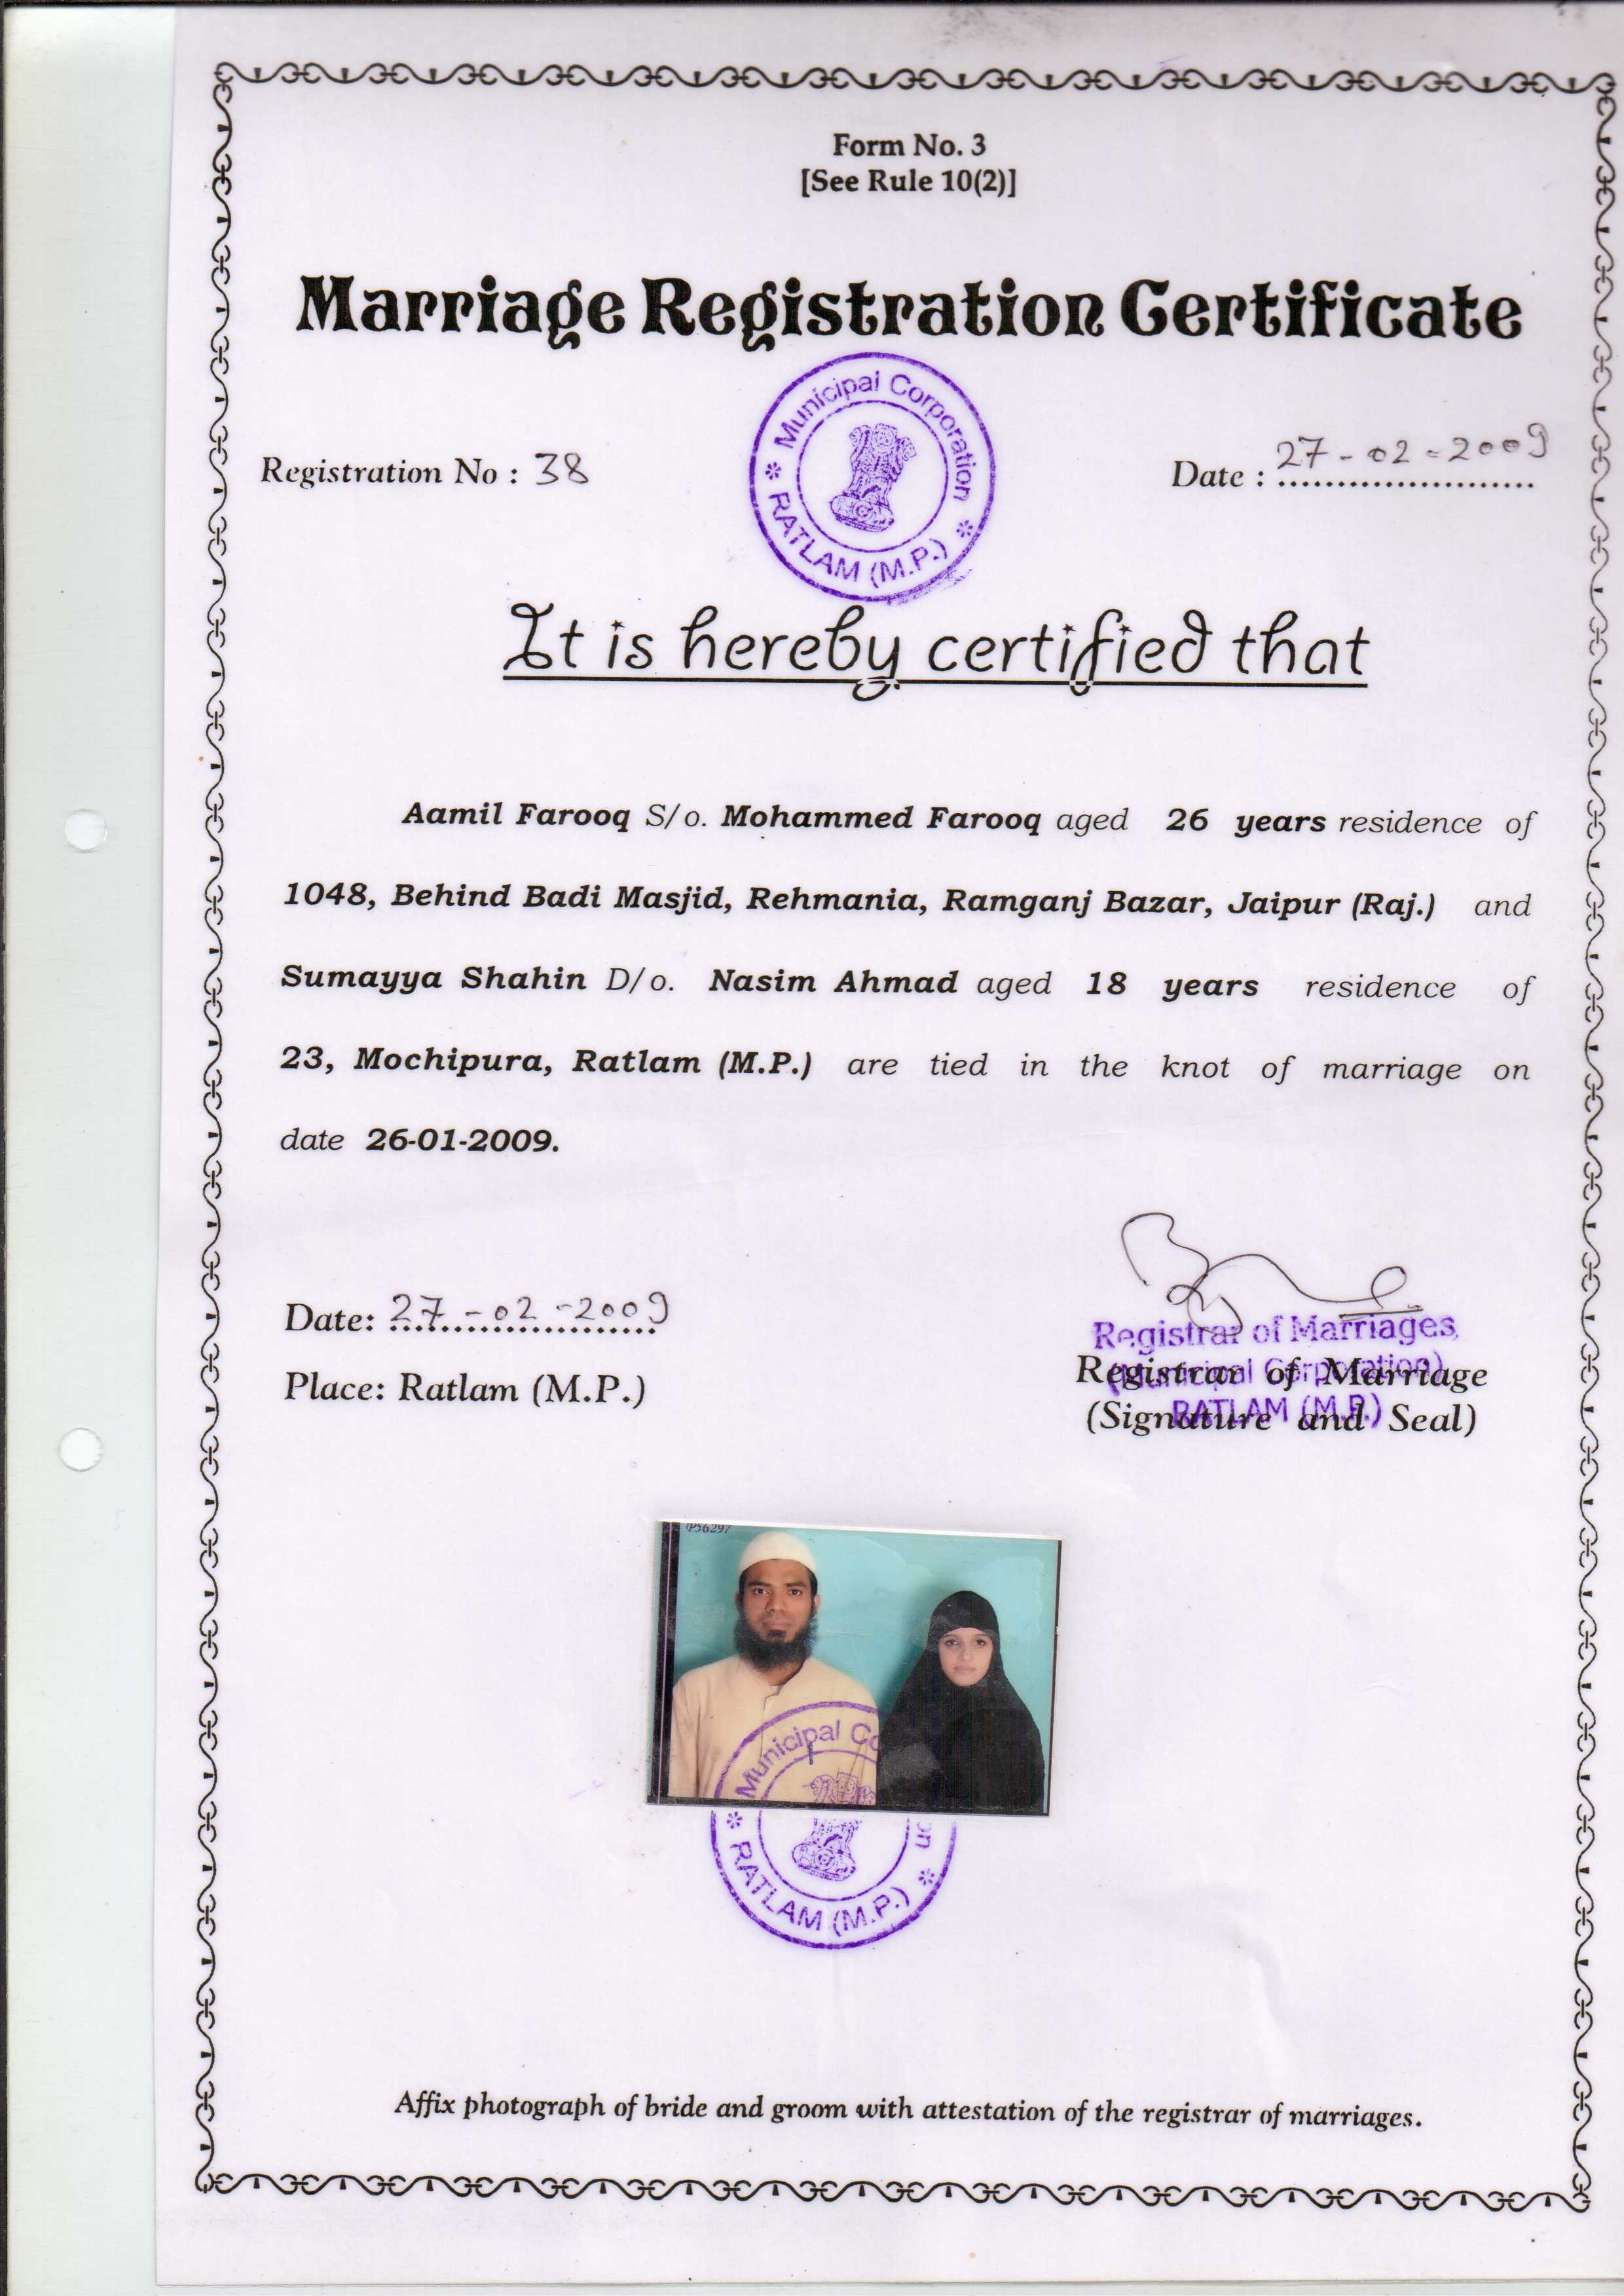 Form No. 3
[See Rule 10(2)]
Marriage Registration Certificate
Municipal Corporation
* RATLAM (M.P.) *
Registration No : 38
Date : 27-02-2009
It is hereby certified that
Aamil Farooq S/o. Mohammed Farooq aged 26 years residence of
1048, Behind Badi Masjid, Rehmania, Ramganj Bazar, Jaipur (Raj.) and
Sumayya Shahin D/o. Nasim Ahmad aged 18 years residence of
23, Mochipura, Ratlam (M.P.) are tied in the knot of marriage on
date 26-01-2009.
Date: 27-02-2009
Place: Ratlam (M.P.)
Registrar of Marriages
(Municipal Corporation)
RATLAM (M.P.)
Registrar of Marriage
(Signature and Seal)
56297
Municipal Co
on
* RATLAM (M.P.) *
Affix photograph of bride and groom with attestation of the registrar of marriages.